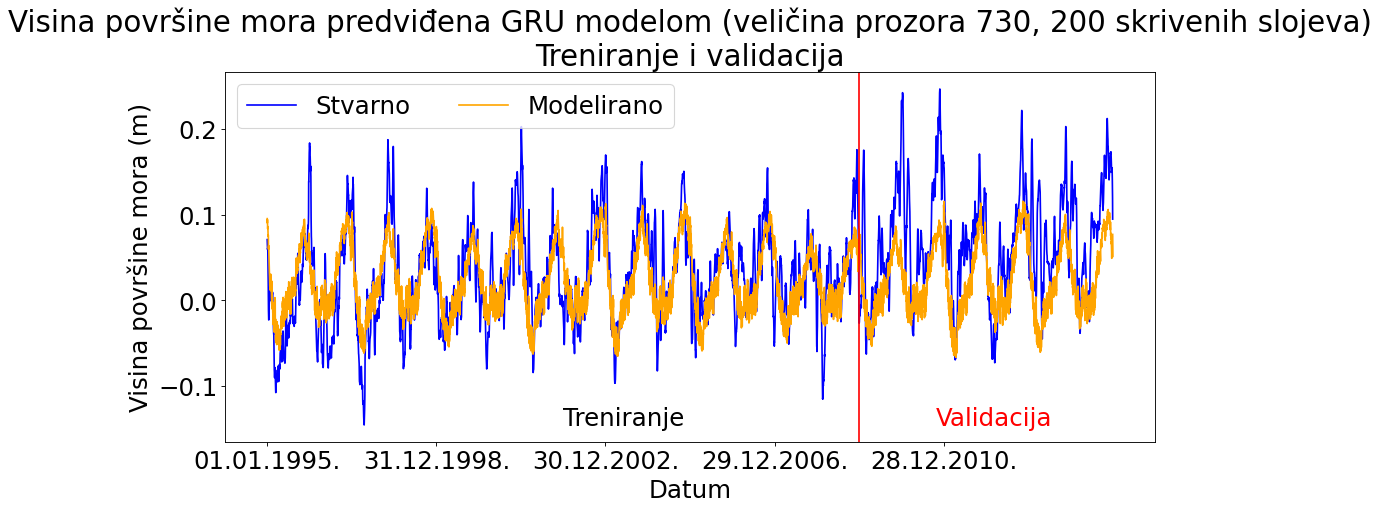 Visina površine mora predviđena GRU modelom (veličina prozora 730, 200 skrivenih slojeva)
Treniranje i validacija
Stvarno
Modelirano
Visina površine mora (m)
0.2
0.1
0.0
−0.1
Treniranje
Validacija
01.01.1995.
31.12.1998.
30.12.2002.
29.12.2006.
28.12.2010.
Datum